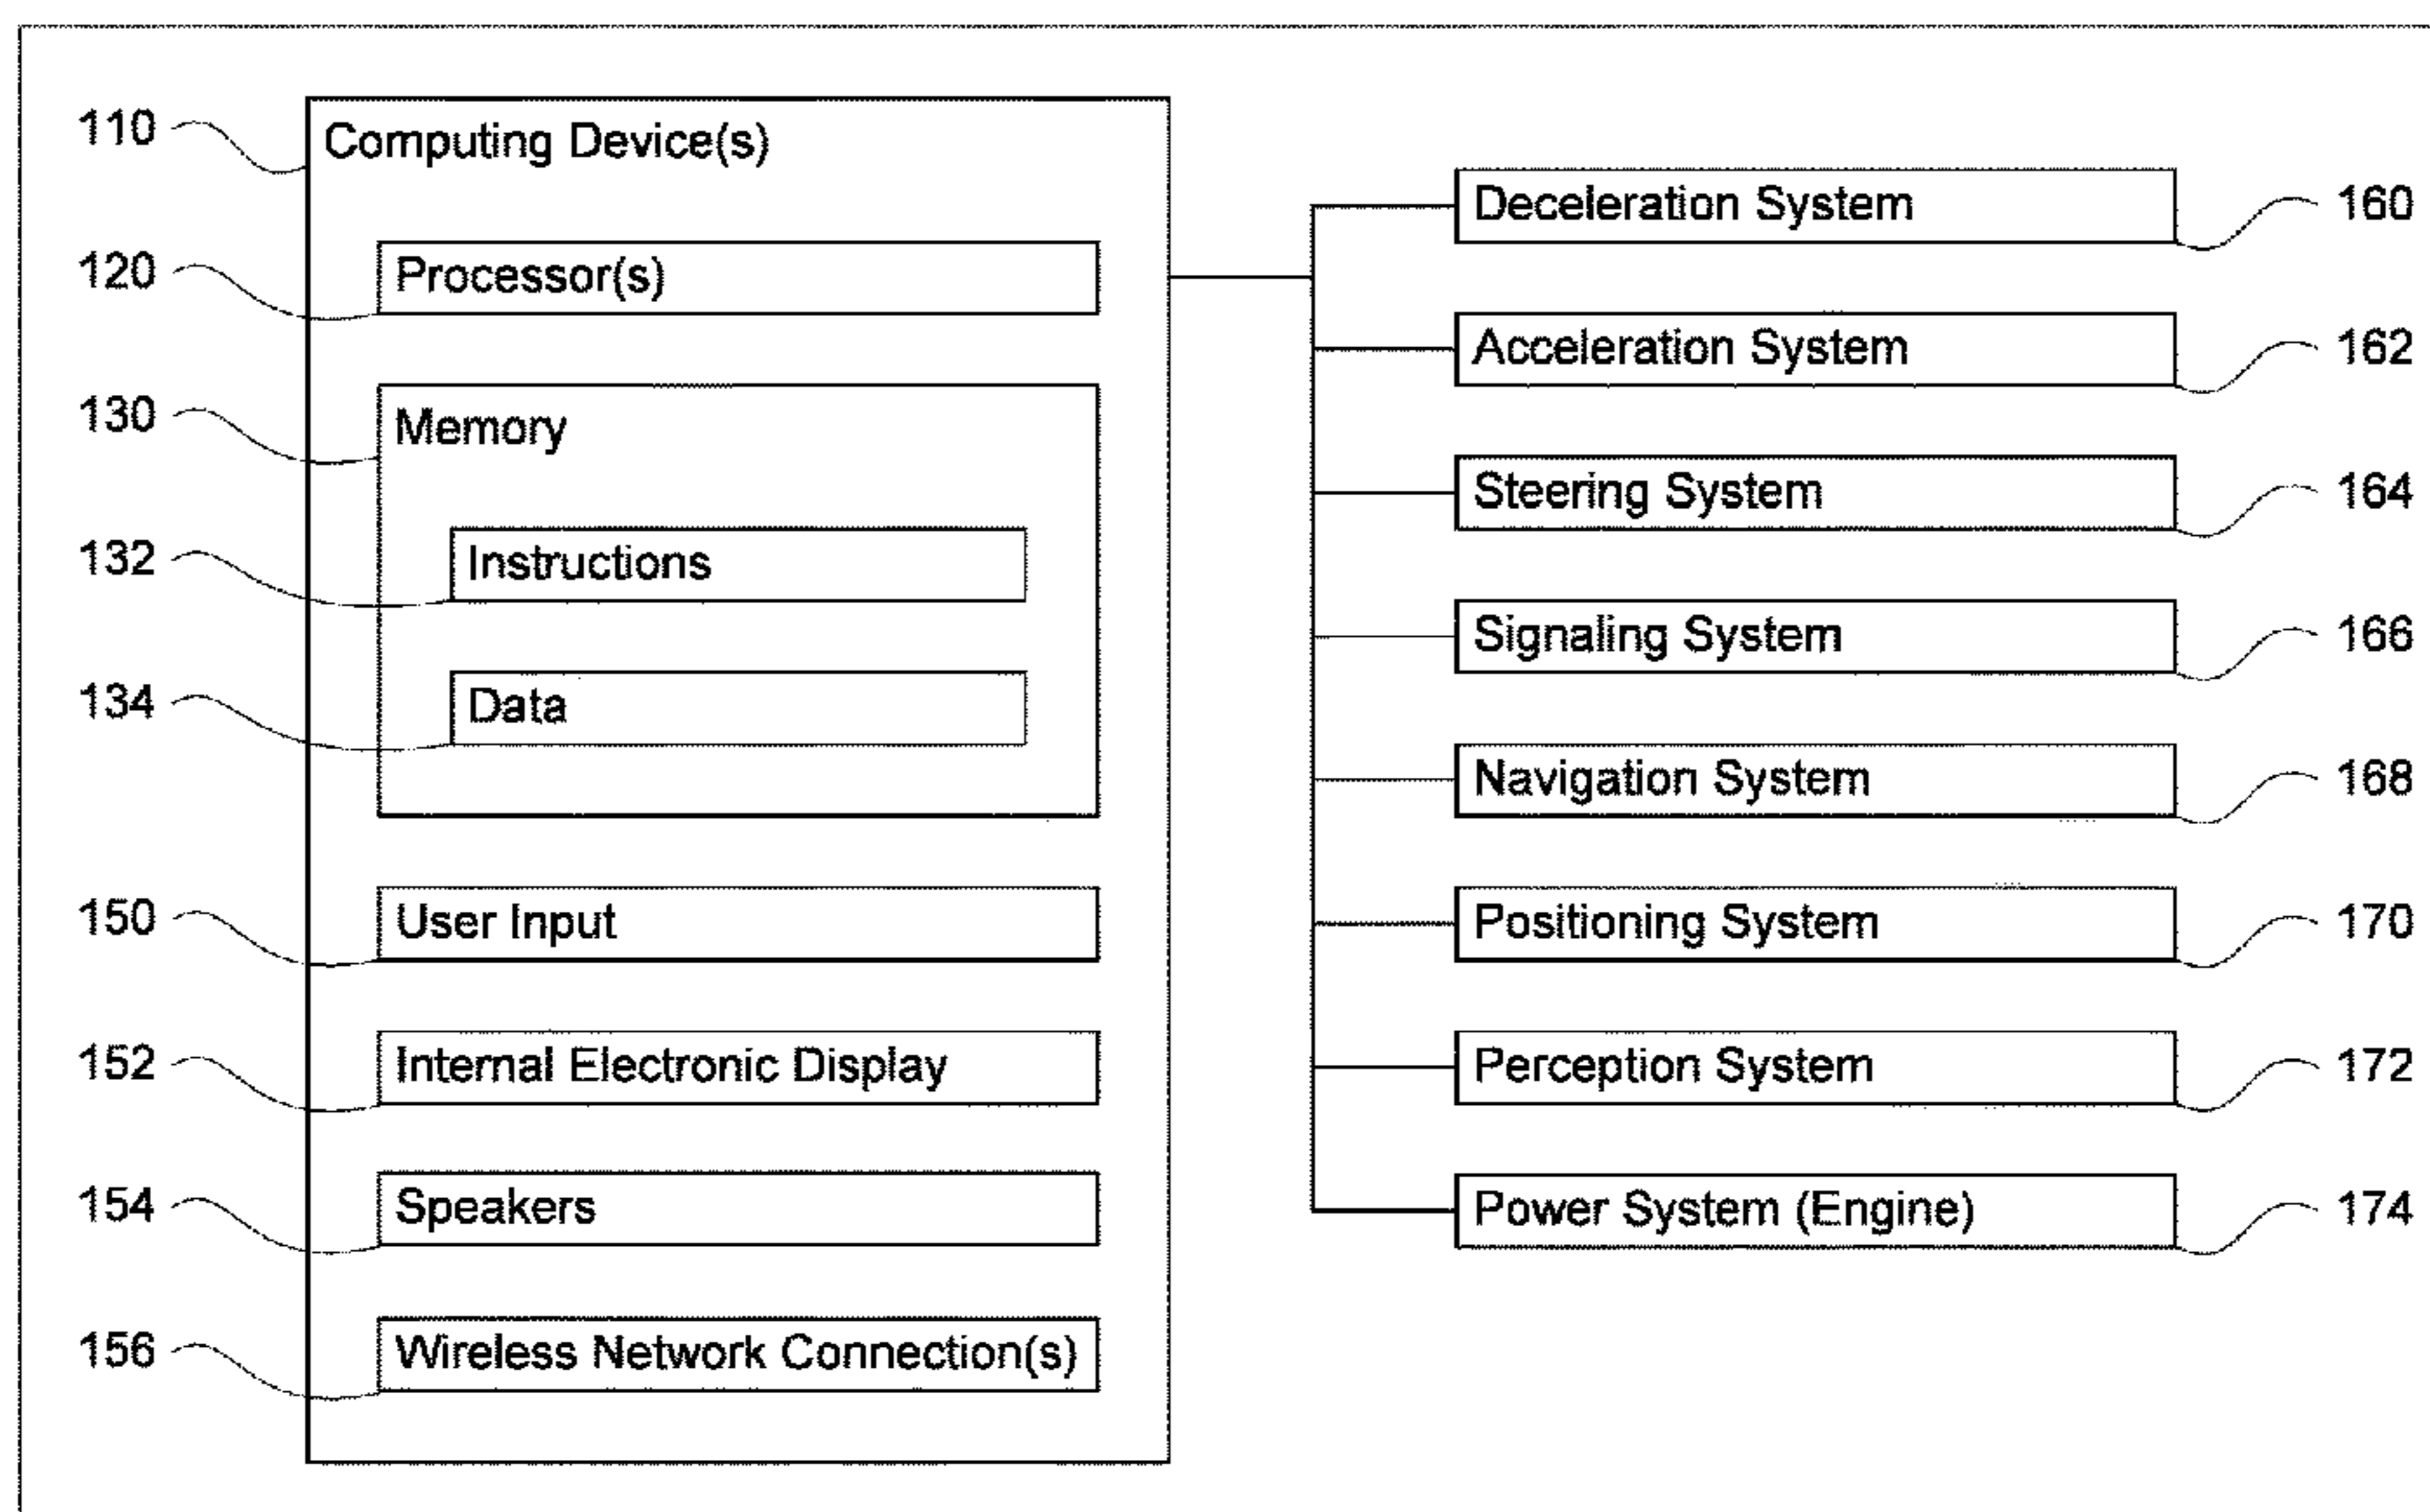 110 Computing Device(s)
120 Processor(s)
130 Memory
132 Instructions
134 Data
150 User Input
152 Internal Electronic Display
154 Speakers
156 Wireless Network Connection(s)
Deceleration System 160
Acceleration System 162
Steering System 164
Signaling System 166
Navigation System 168
Positioning System 170
Perception System 172
Power System (Engine) 174